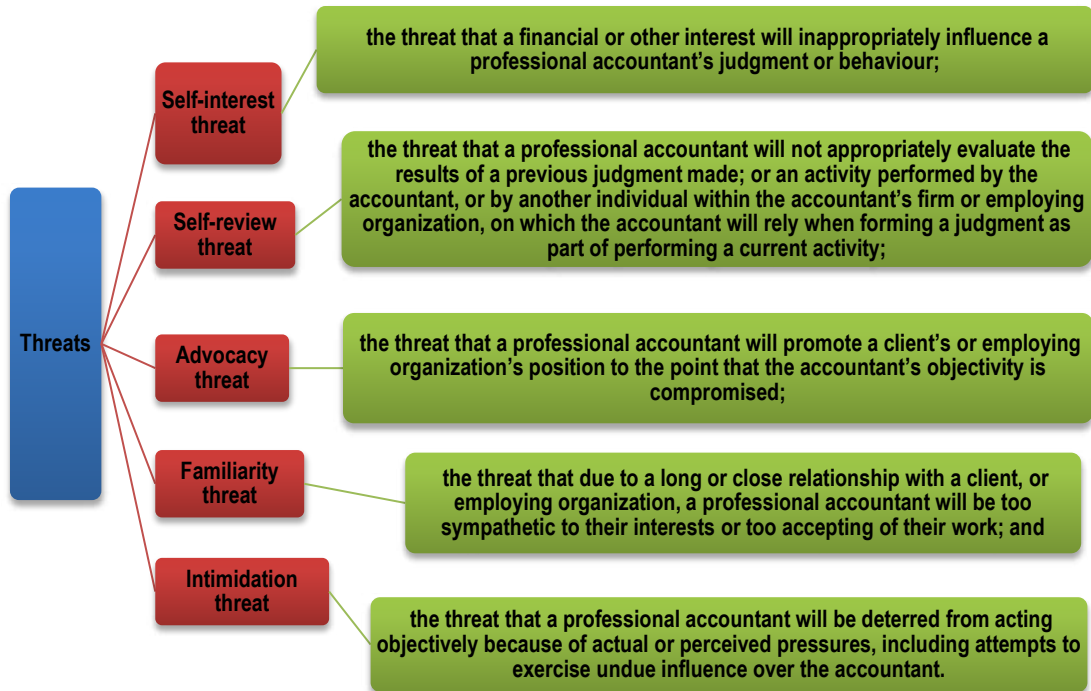 Threats
Self-interest
threat
the threat that a financial or other interest will inappropriately influence a
professional accountant’s judgment or behaviour;
Self-review
threat
the threat that a professional accountant will not appropriately evaluate the
results of a previous judgment made; or an activity performed by the
accountant, or by another individual within the accountant’s firm or employing
organization, on which the accountant will rely when forming a judgment as
part of performing a current activity;
Advocacy
threat
the threat that a professional accountant will promote a client’s or employing
organization’s position to the point that the accountant’s objectivity is
compromised;
Familiarity
threat
the threat that due to a long or close relationship with a client, or
employing organization, a professional accountant will be too
sympathetic to their interests or too accepting of their work; and
Intimidation
threat
the threat that a professional accountant will be deterred from acting
objectively because of actual or perceived pressures, including attempts to
exercise undue influence over the accountant.